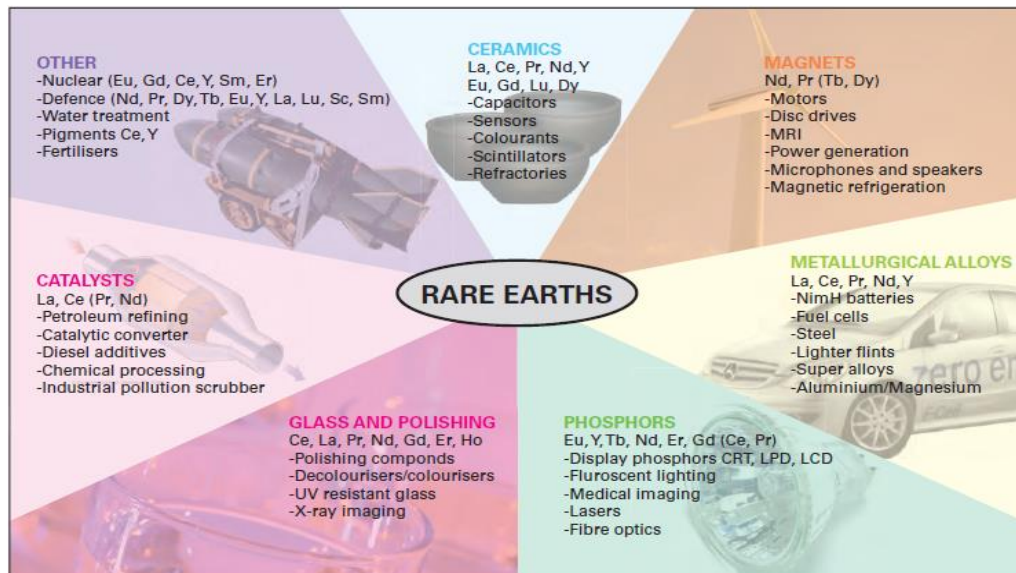 OTHER
-Nuclear (Eu, Gd, Ce, Y, Sm, Er)
-Defence (Nd, Pr, Dy, Tb, Eu, Y, La, Lu, Sc, Sm)
-Water treatment
-Pigments Ce, Y
-Fertilisers
CERAMICS
La, Ce, Pr, Nd, Y
Eu, Gd, Lu, Dy
-Capacitors
-Sensors
-Colourants
-Scintillators
-Refractories
MAGNETS
Nd, Pr (Tb, Dy)
-Motors
-Disc drives
-MRI
-Power generation
-Microphones and speakers
-Magnetic refrigeration
CATALYSTS
La, Ce (Pr, Nd)
-Petroleum refining
-Catalytic converter
-Diesel additives
-Chemical processing
-Industrial pollution scrubber
RARE EARTHS
METALLURGICAL ALLOYS
La, Ce, Pr, Nd, Y
-NimH batteries
-Fuel cells
-Steel
-Lighter flints
-Super alloys
-Aluminium/Magnesium
zero em
GLASS AND POLISHING
Ce, La, Pr, Nd, Gd, Er, Ho
-Polishing componds
-Decolourisers/colourisers
-UV resistant glass
-X-ray imaging
PHOSPHORS
Eu, Y, Tb, Nd, Er, Gd (Ce, Pr)
-Display phosphors CRT, LPD, LCD
-Fluroscent lighting
-Medical imaging
-Lasers
-Fibre optics